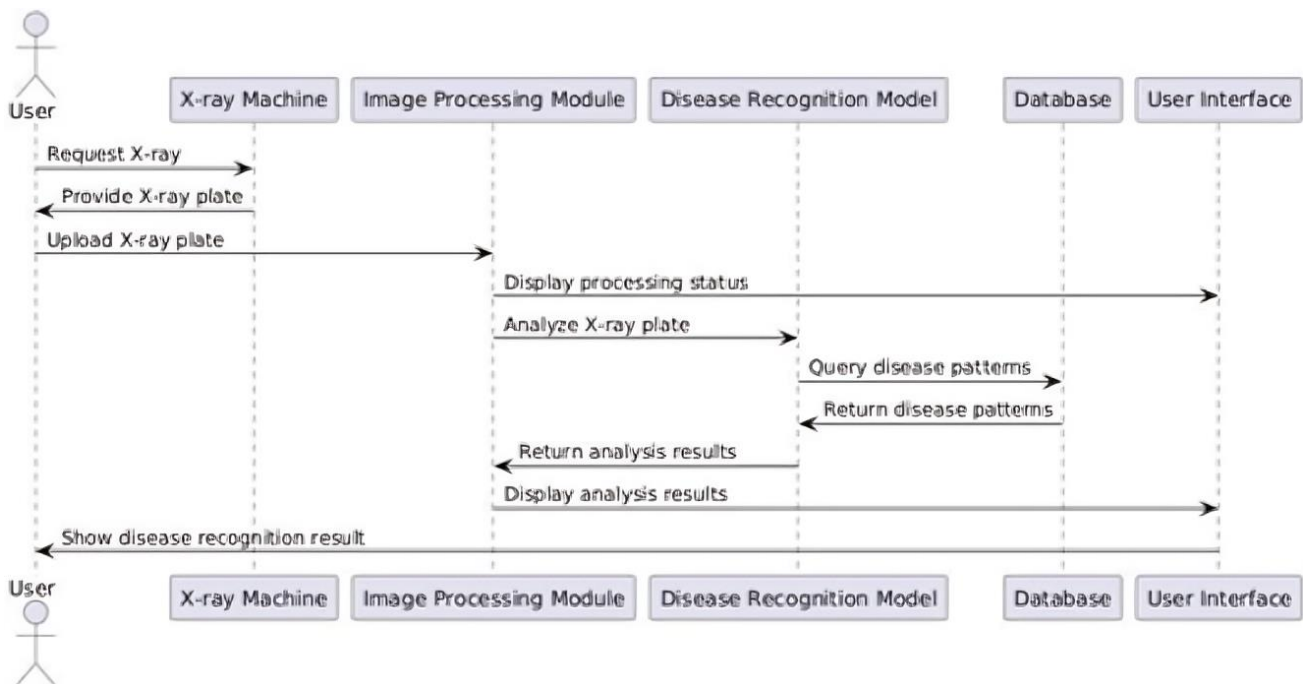 User
X-ray Machine
Image Processing Module
Disease Recognition Model
Database
User Interface
Request X-ray
Provide X-ray plate
Upload X-ray plate
Display processing status
Analyze X-ray plate
Query disease patterns
Return disease patterns
Return analysis results
Display analysis results
Show disease recognition result
User
X-ray Machine
Image Processing Module
Disease Recognition Model
Database
User Interface